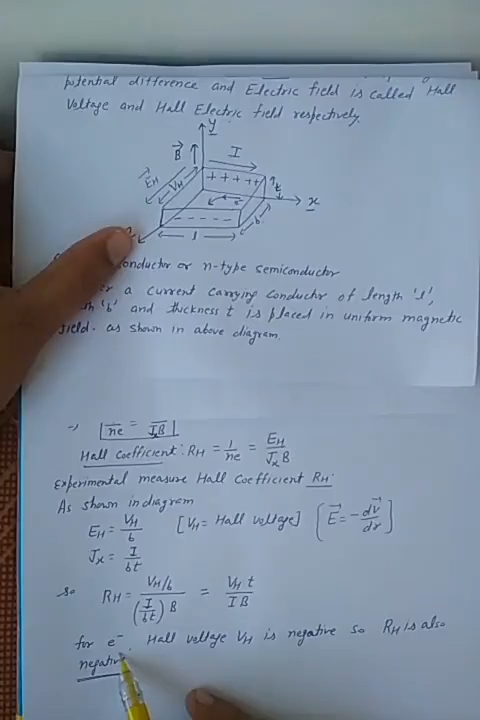 potential difference and Electric field is called Hall
Voltage and Hall Electric field respectively.
y
B⃗
I
E⃗H
VH
+ + + + +
t
x
e⁻
b
- - - -
l
or n-type semiconductor
a current carrying conductor of length 'l',
'b' and thickness t is placed in uniform magnetic
field. as shown in above diagram.
→ 1/ne = EH/JxB
Hall Coefficient: RH = 1/ne = EH/JxB
Experimental measure Hall Coefficient RH:
As shown in diagram
EH = VH/b [VH = Hall voltage] (E⃗ = -dV⃗/dr)
Jx = I/bt
so RH = (VH/b)/((I/bt) B) = VH t/IB
for e⁻, Hall voltage VH is negative so RH is also
negative